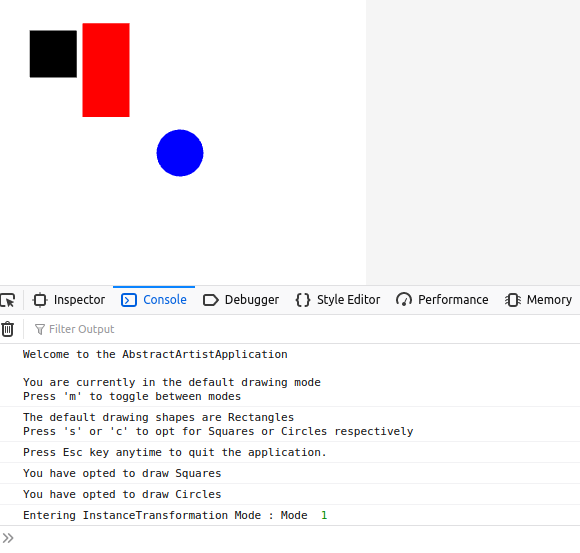 Inspector Console Debugger Style Editor Performance Memory
Filter Output
Welcome to the AbstractArtistApplication
You are currently in the default drawing mode
Press 'm' to toggle between modes
The default drawing shapes are Rectangles
Press 's' or 'c' to opt for Squares or Circles respectively
Press Esc key anytime to quit the application.
You have opted to draw Squares
You have opted to draw Circles
Entering InstanceTransformation Mode : Mode 1